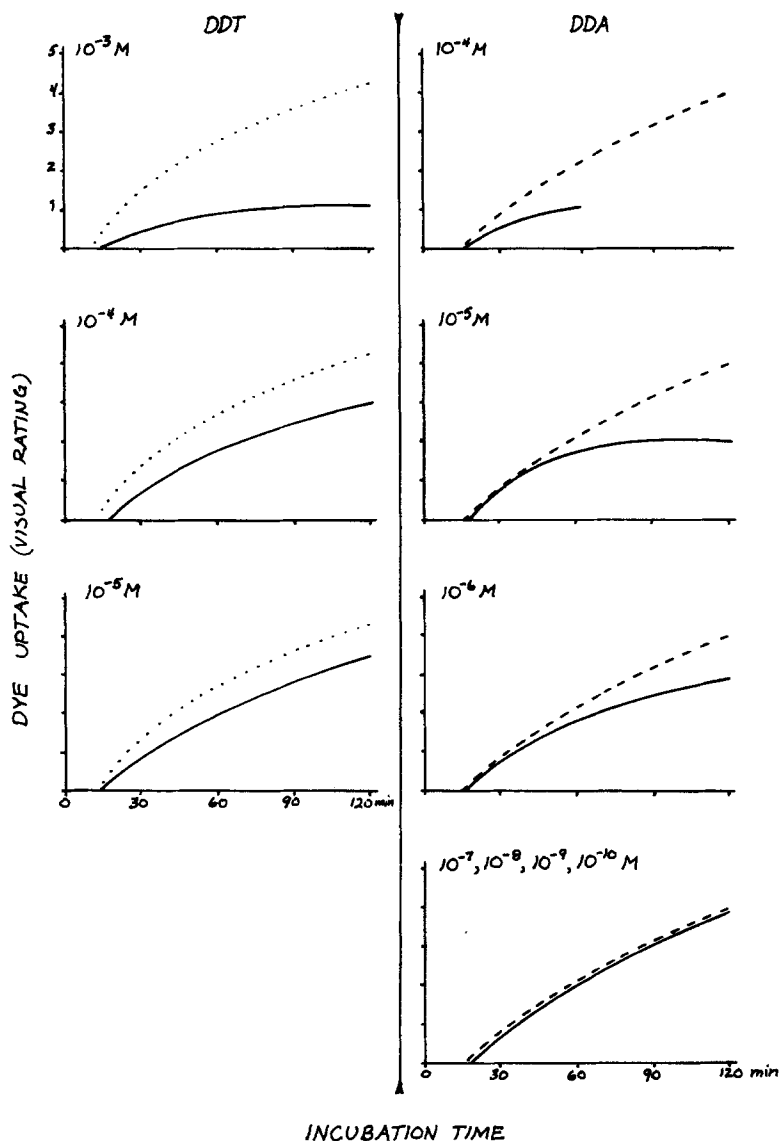 DDT
DDA
10⁻³ M
10⁻⁴ M
5
4
3
2
1
10⁻⁴ M
10⁻⁵ M
DYE UPTAKE (VISUAL RATING)
10⁻⁵ M
10⁻⁶ M
0 30 60 90 120 min
10⁻⁷, 10⁻⁸, 10⁻⁹, 10⁻¹⁰ M
0 30 60 90 120 min
INCUBATION TIME